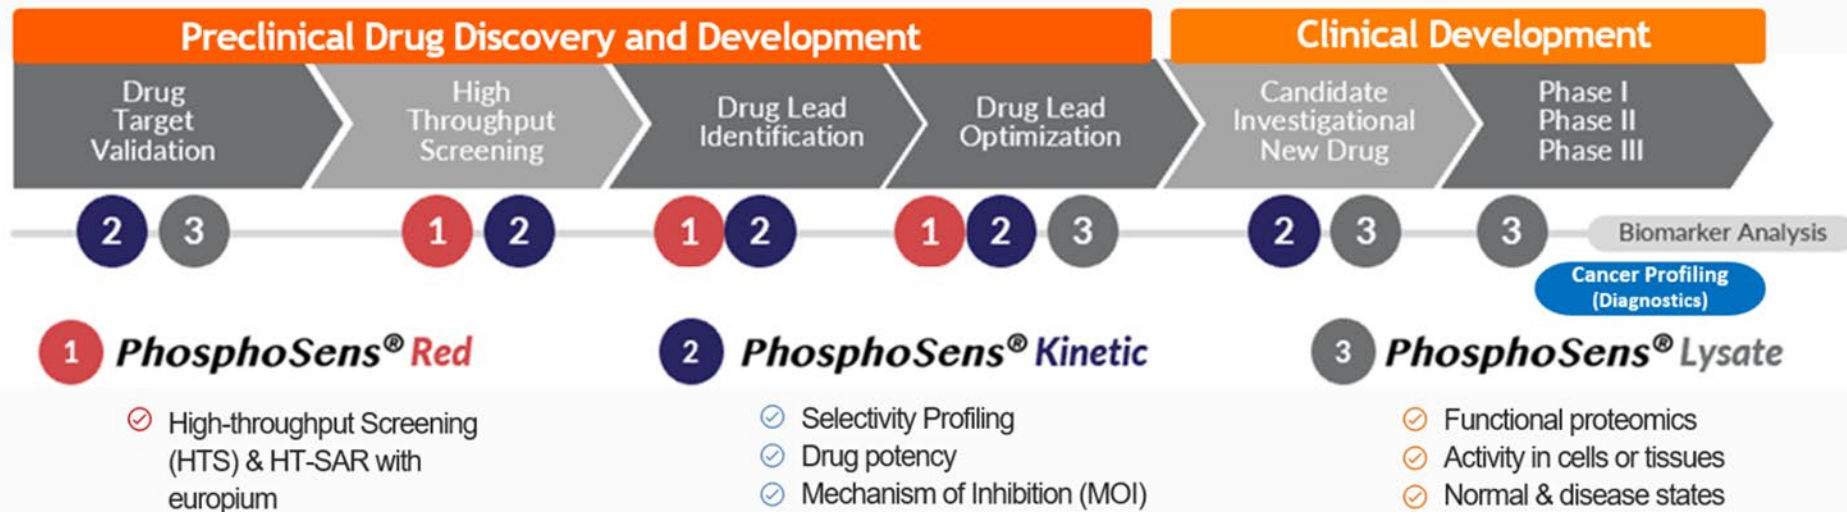 Preclinical Drug Discovery and Development
Clinical Development
Drug
Target
Validation
High
Throughput
Screening
Drug Lead
Identification
Drug Lead
Optimization
Candidate
Investigational
New Drug
Phase I
Phase II
Phase III
2 3 1 2 1 2 1 2 3 2 3 3 Biomarker Analysis
Cancer Profiling
(Diagnostics)
1 PhosphoSens® Red
High-throughput Screening
(HTS) & HT-SAR with
europium
2 PhosphoSens® Kinetic
Selectivity Profiling
Drug potency
Mechanism of Inhibition (MOI)
3 PhosphoSens® Lysate
Functional proteomics
Activity in cells or tissues
Normal & disease states